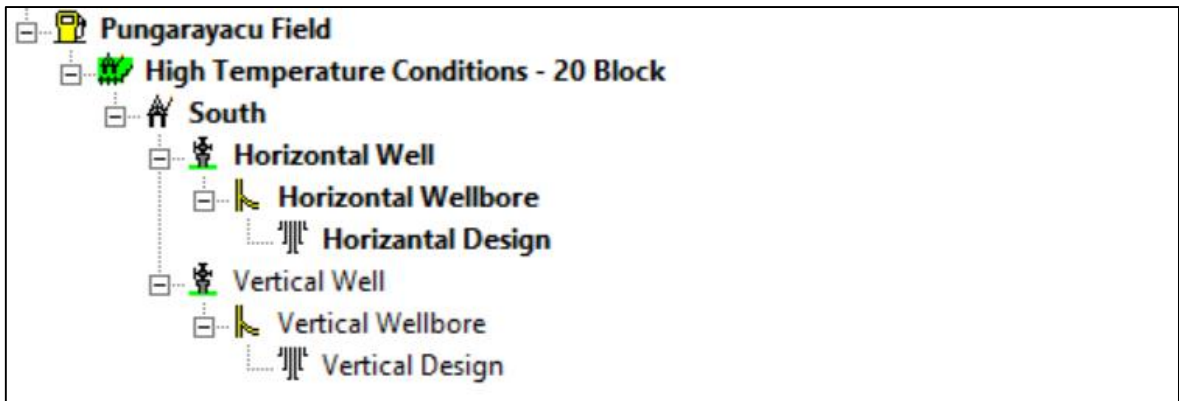 Pungarayacu Field
High Temperature Conditions - 20 Block
South
Horizontal Well
Horizontal Wellbore
Horizantal Design
Vertical Well
Vertical Wellbore
Vertical Design